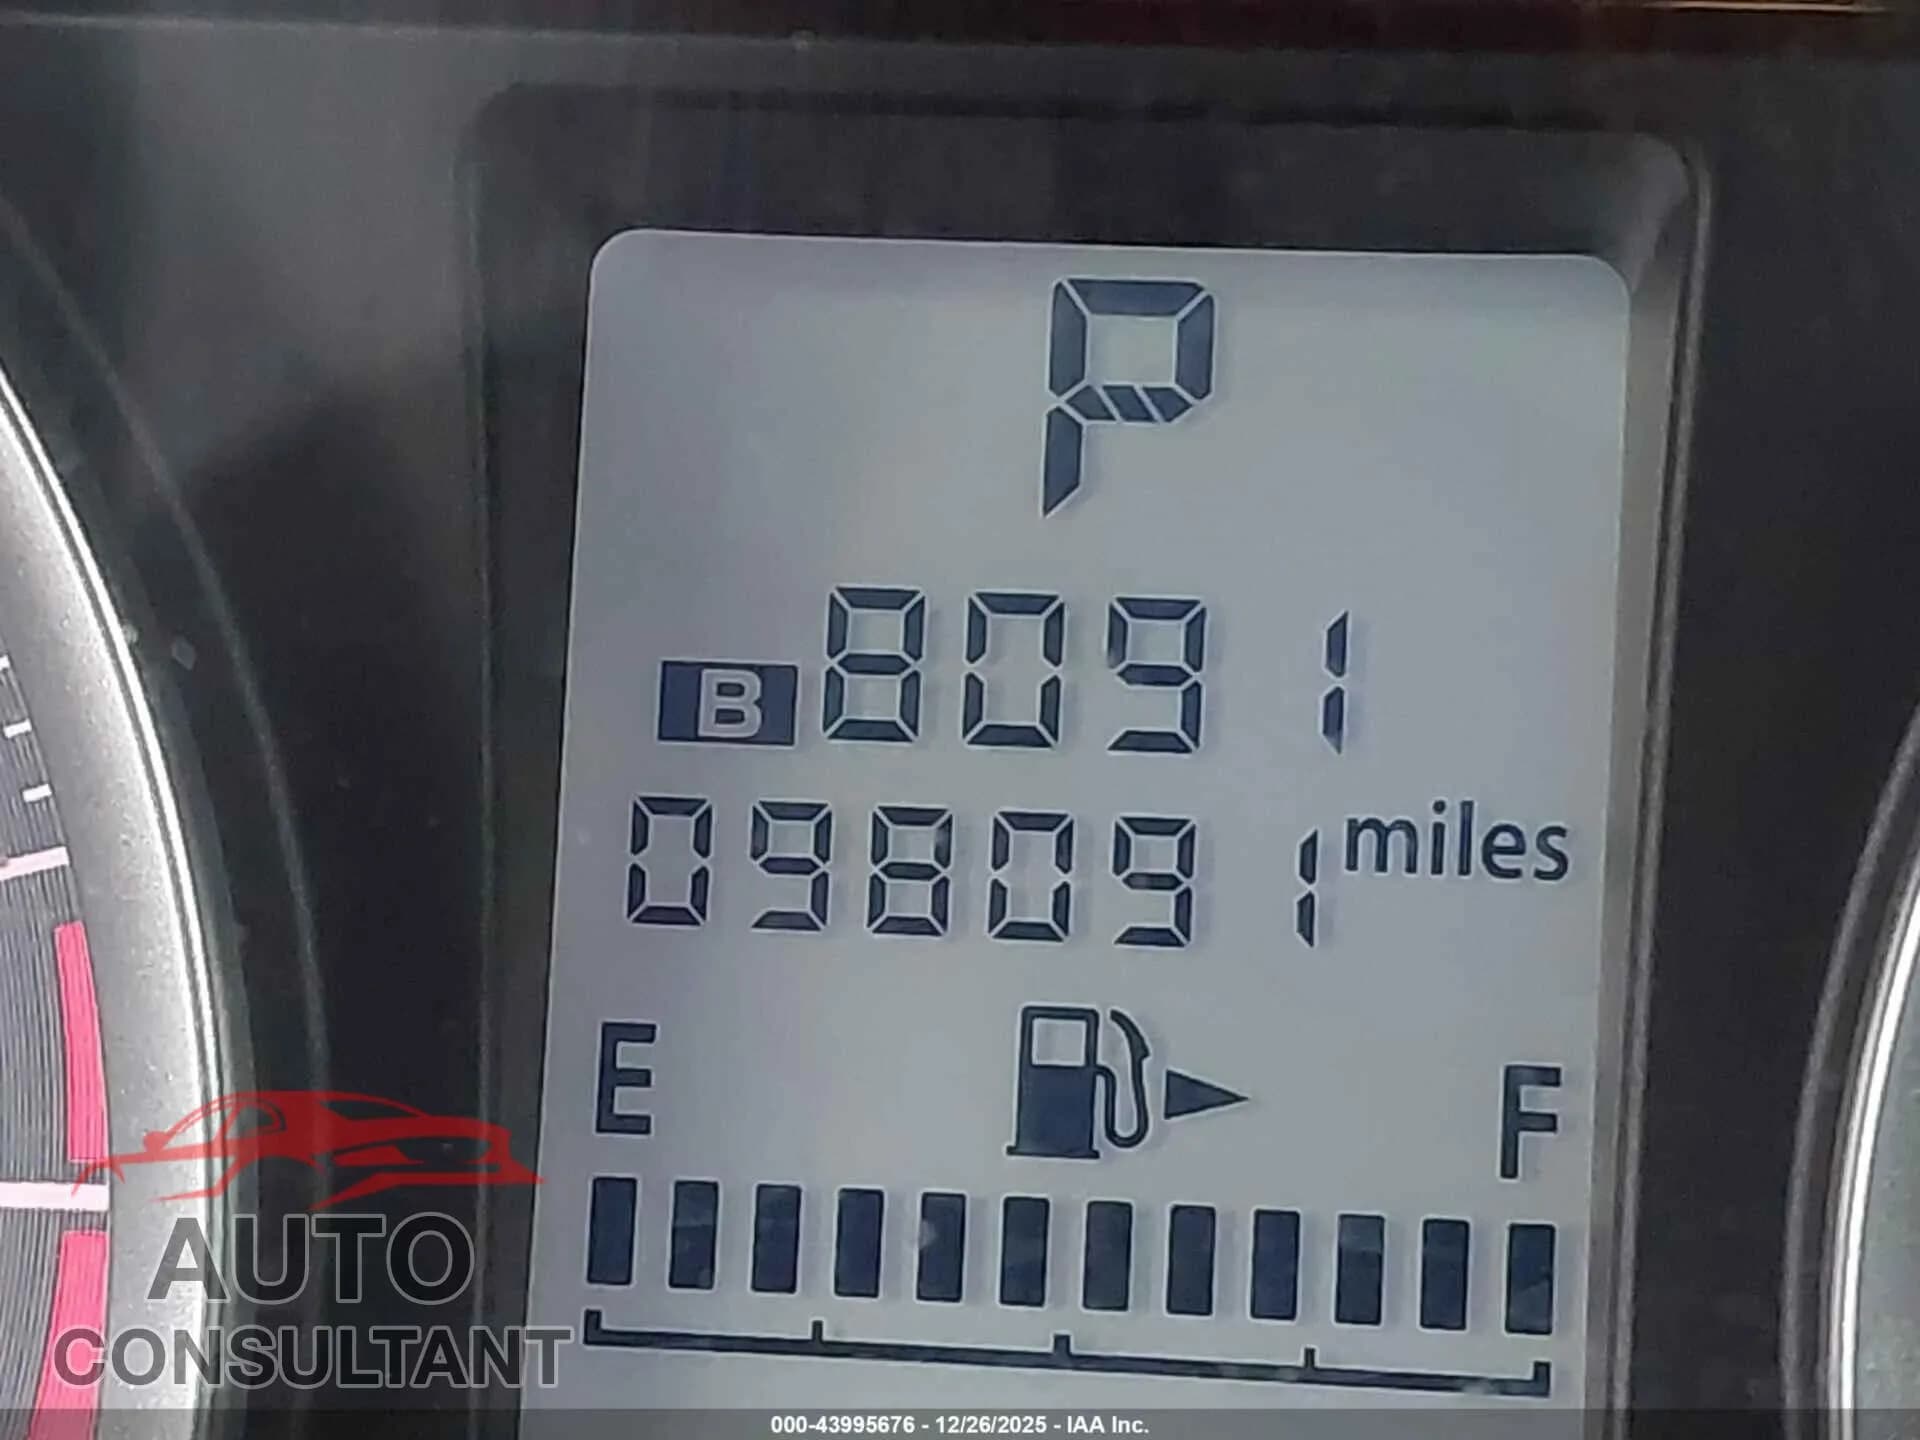 P
B 8091
098091 miles
E F
AUTO
CONSULTANT
000-43995676 - 12/26/2025 - IAA Inc.